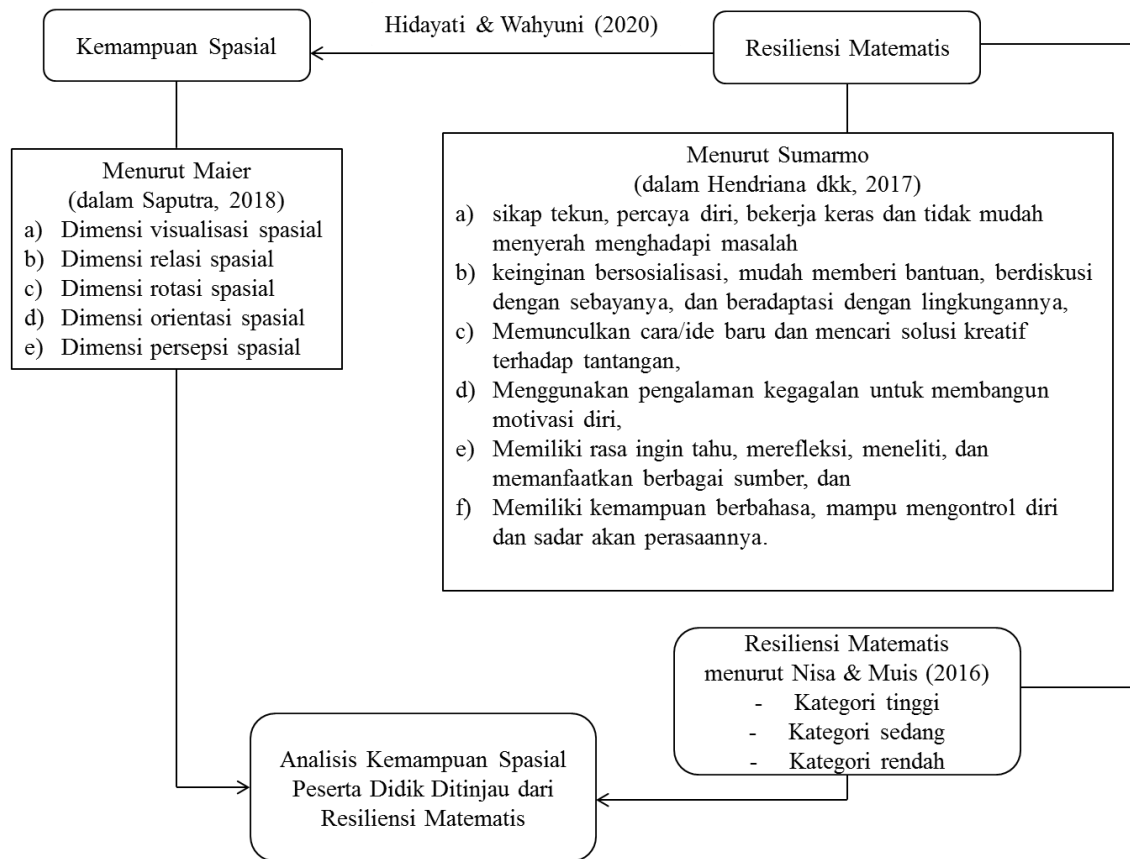 Kemampuan Spasial
Hidayati & Wahyuni (2020)
Resiliensi Matematis
Menurut Maier
(dalam Saputra, 2018)
a) Dimensi visualisasi spasial
b) Dimensi relasi spasial
c) Dimensi rotasi spasial
d) Dimensi orientasi spasial
e) Dimensi persepsi spasial
Menurut Sumarmo
(dalam Hendriana dkk, 2017)
a) sikap tekun, percaya diri, bekerja keras dan tidak mudah
menyerah menghadapi masalah
b) keinginan bersosialisasi, mudah memberi bantuan, berdiskusi
dengan sebayanya, dan beradaptasi dengan lingkungannya,
c) Memunculkan cara/ide baru dan mencari solusi kreatif
terhadap tantangan,
d) Menggunakan pengalaman kegagalan untuk membangun
motivasi diri,
e) Memiliki rasa ingin tahu, merefleksi, meneliti, dan
memanfaatkan berbagai sumber, dan
f) Memiliki kemampuan berbahasa, mampu mengontrol diri
dan sadar akan perasaannya.
Resiliensi Matematis
menurut Nisa & Muis (2016)
- Kategori tinggi
- Kategori sedang
- Kategori rendah
Analisis Kemampuan Spasial
Peserta Didik Ditinjau dari
Resiliensi Matematis